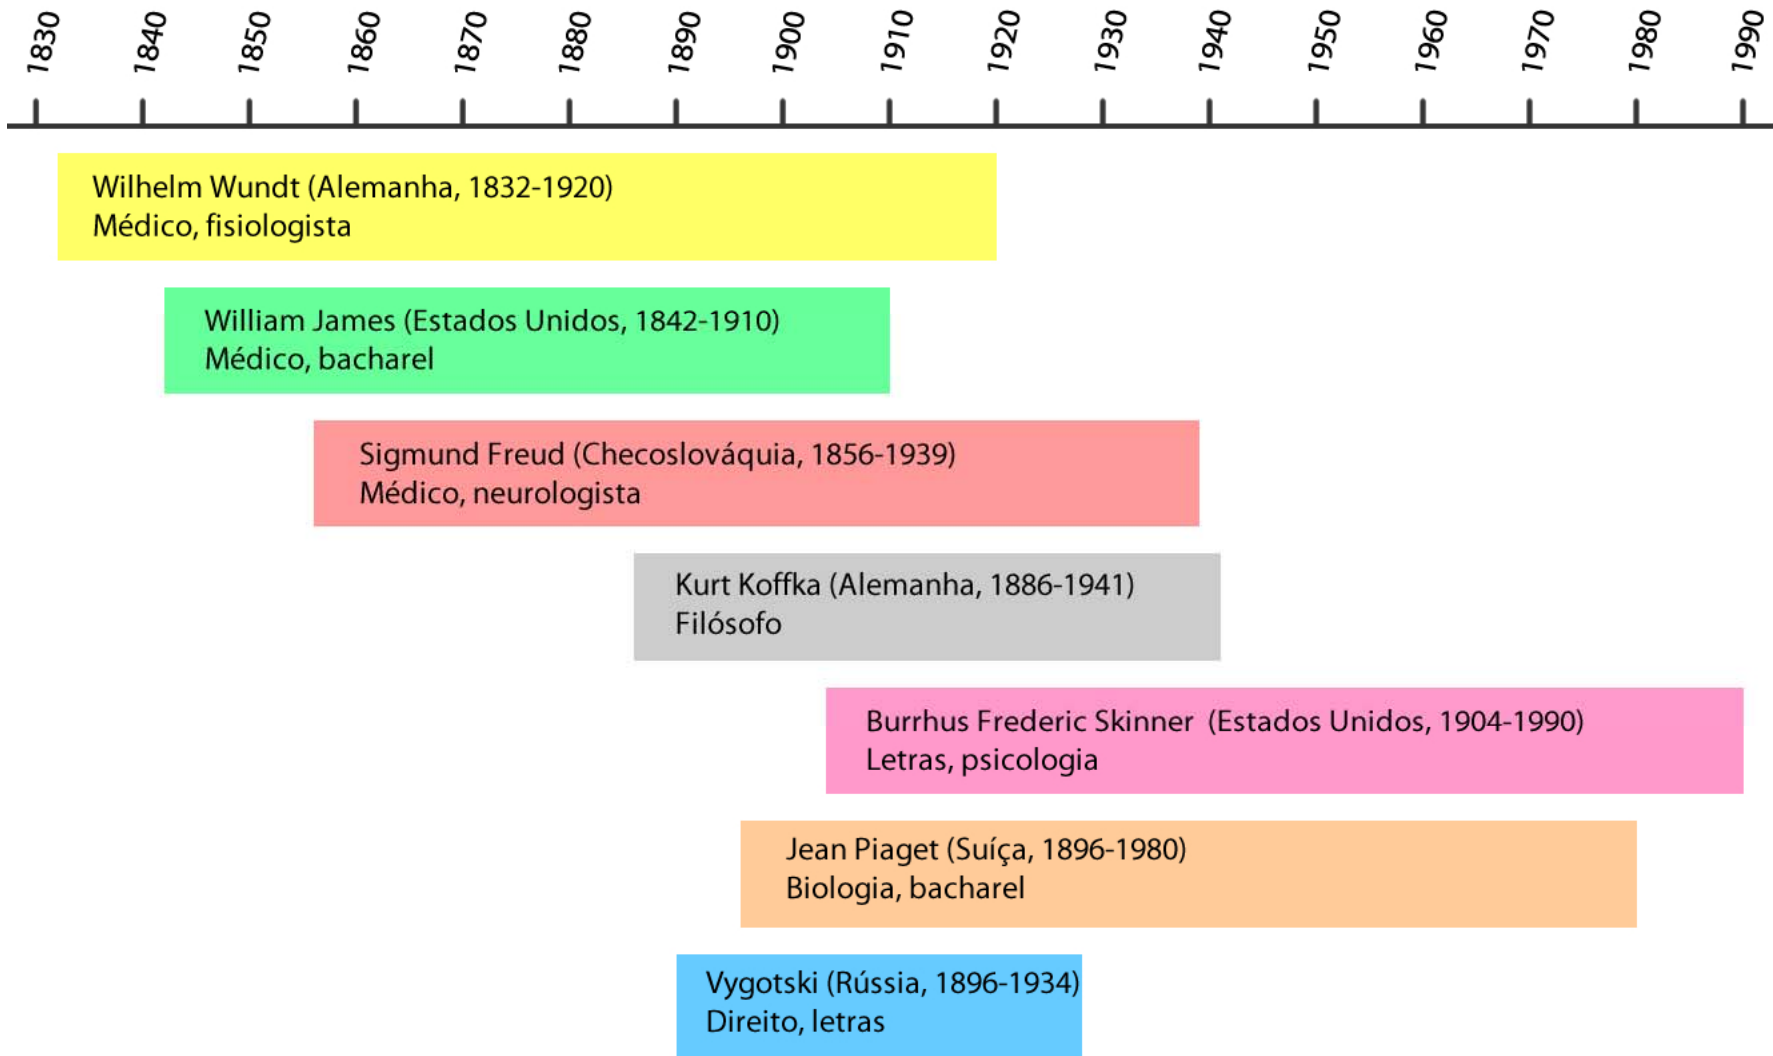 1830 1840 1850 1860 1870 1880 1890 1900 1910 1920 1930 1940 1950 1960 1970 1980 1990
Wilhelm Wundt (Alemanha, 1832-1920)
Médico, fisiologista
William James (Estados Unidos, 1842-1910)
Médico, bacharel
Sigmund Freud (Checoslováquia, 1856-1939)
Médico, neurologista
Kurt Koffka (Alemanha, 1886-1941)
Filósofo
Burrhus Frederic Skinner (Estados Unidos, 1904-1990)
Letras, psicologia
Jean Piaget (Suíça, 1896-1980)
Biologia, bacharel
Vygotski (Rússia, 1896-1934)
Direito, letras